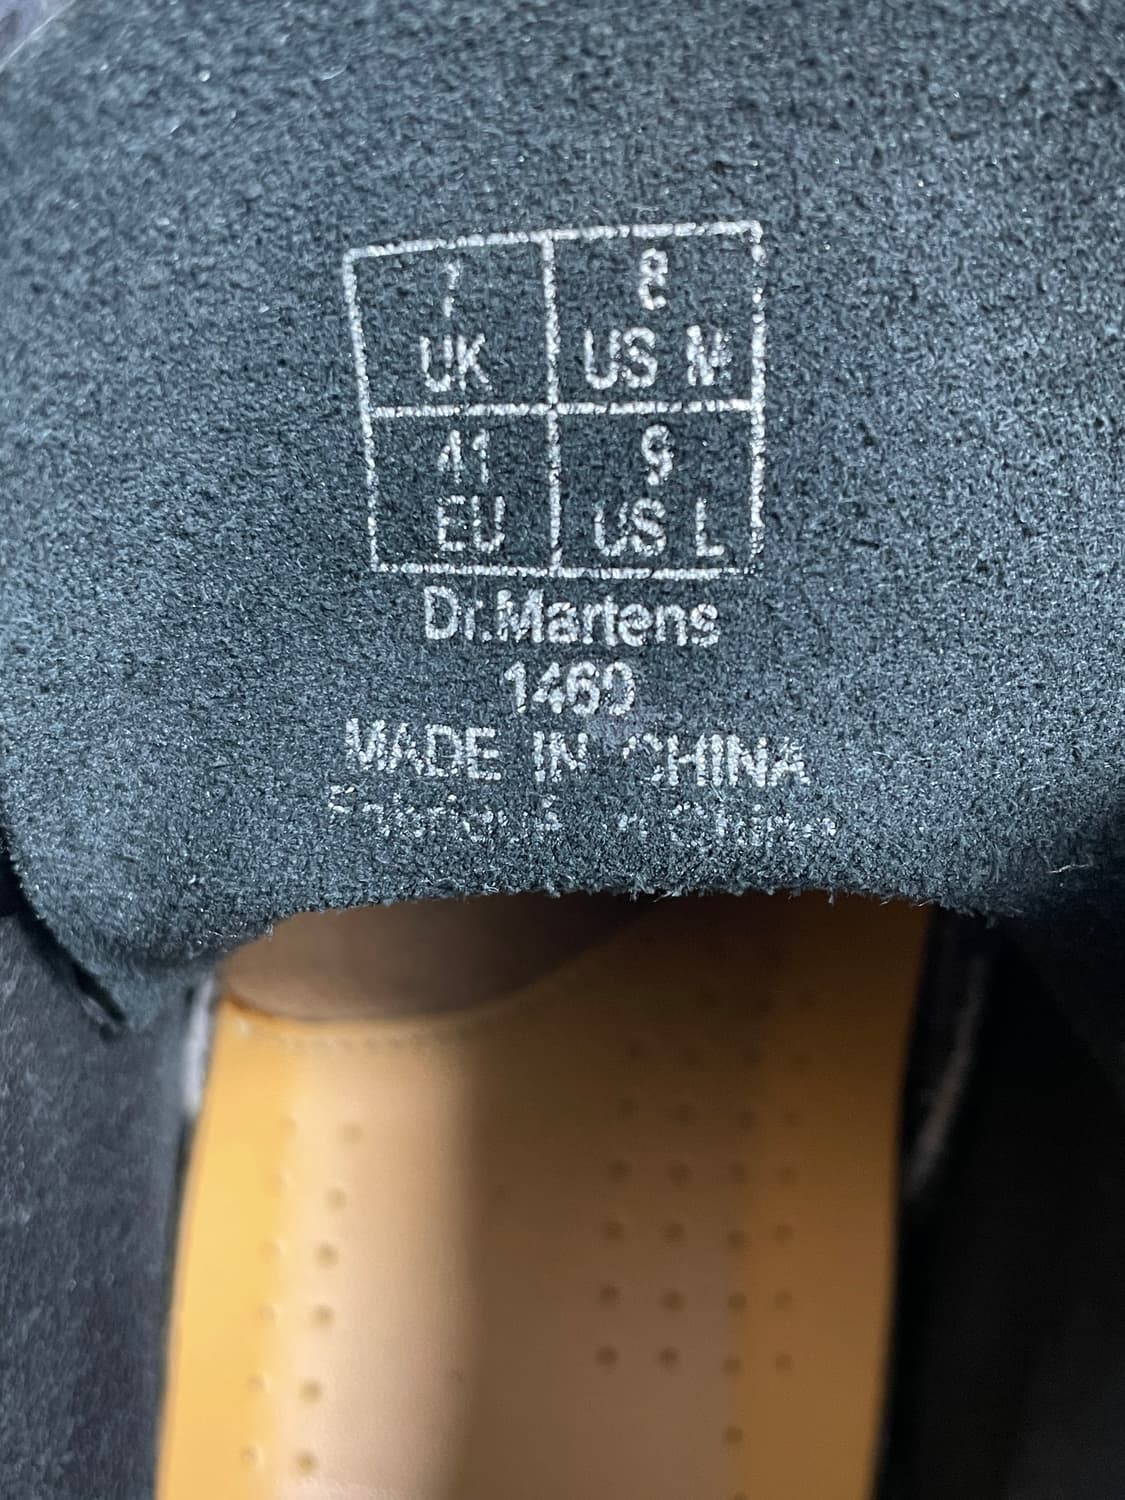 7 8
UK US M
41 9
EU US L
Dr.Martens
1460
MADE IN CHINA